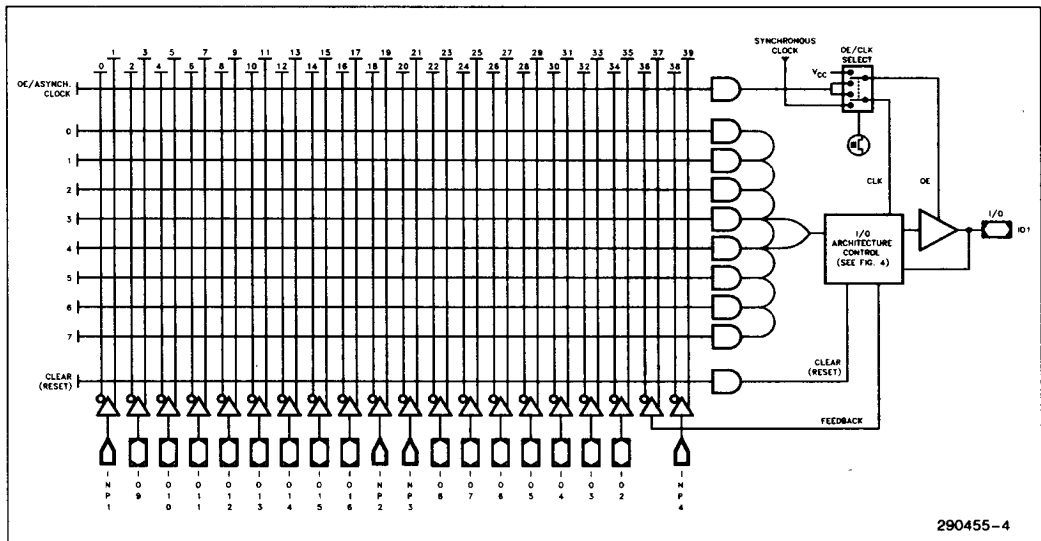 1 3 5 7 9 11 13 15 17 19 21 23 25 27 29 31 33 35 37 39
0 2 4 6 8 10 12 14 16 18 20 22 24 26 28 30 32 34 36 38
SYNCHRONOUS
CLOCK
OE/CLK
SELECT
VCC
OE/ASYNCH.
CLOCK
0
1
2
3
4
5
6
7
CLK
OE
I/O
ARCHITECTURE
CONTROL
(SEE FIG. 4)
I/O
IO1
CLEAR
(RESET)
CLEAR
(RESET)
FEEDBACK
INP1
IO9
IO10
IO11
IO12
IO13
IO14
IO15
IO16
INP2
INP3
IO8
IO7
IO6
IO5
IO4
IO3
IO2
INP4
290455-4